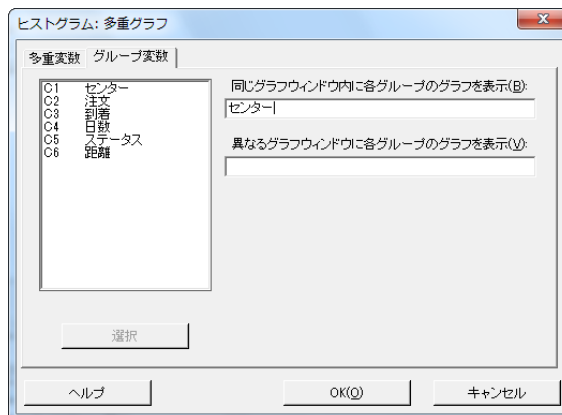 ヒストグラム: 多重グラフ
多重変数 グループ変数
C1 センター
C2 注文
C3 到着
C4 日数
C5 ステータス
C6 距離
同じグラフウィンドウ内に各グループのグラフを表示(B):
センター
異なるグラフウィンドウに各グループのグラフを表示(V):
選択
ヘルプ OK(O) キャンセル